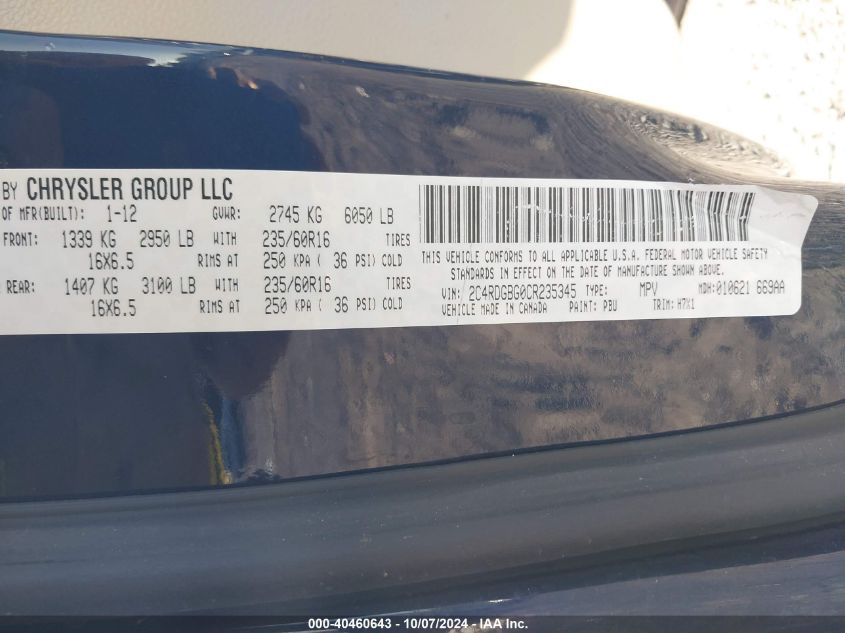 BY CHRYSLER GROUP LLC
OF MFR(BUILT): 1-12 GVWR: 2745 KG 6050 LB
FRONT: 1339 KG 2950 LB WITH 235/60R16 TIRES
16X6.5 RIMS AT 250 KPA ( 36 PSI) COLD
REAR: 1407 KG 3100 LB WITH 235/60R16 TIRES
16X6.5 RIMS AT 250 KPA ( 36 PSI) COLD
THIS VEHICLE CONFORMS TO ALL APPLICABLE U.S.A. FEDERAL MOTOR VEHICLE SAFETY
STANDARDS IN EFFECT ON THE DATE OF MANUFACTURE SHOWN ABOVE.
VIN: 2C4RDGBG0CR235345 TYPE: MPV MDH: 010621 669AA
VEHICLE MADE IN CANADA PAINT: PBU TRIM: H7X1
000-40460643 - 10/07/2024 - IAA Inc.